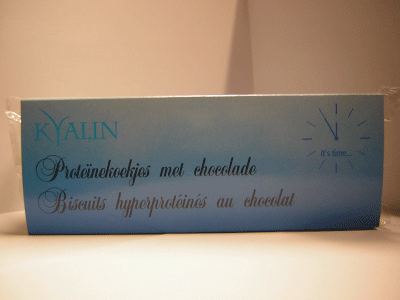 KYALIN
it's time...
Proteïnekoekjes met chocolade
Biscuits hyperprotéinés au chocolat